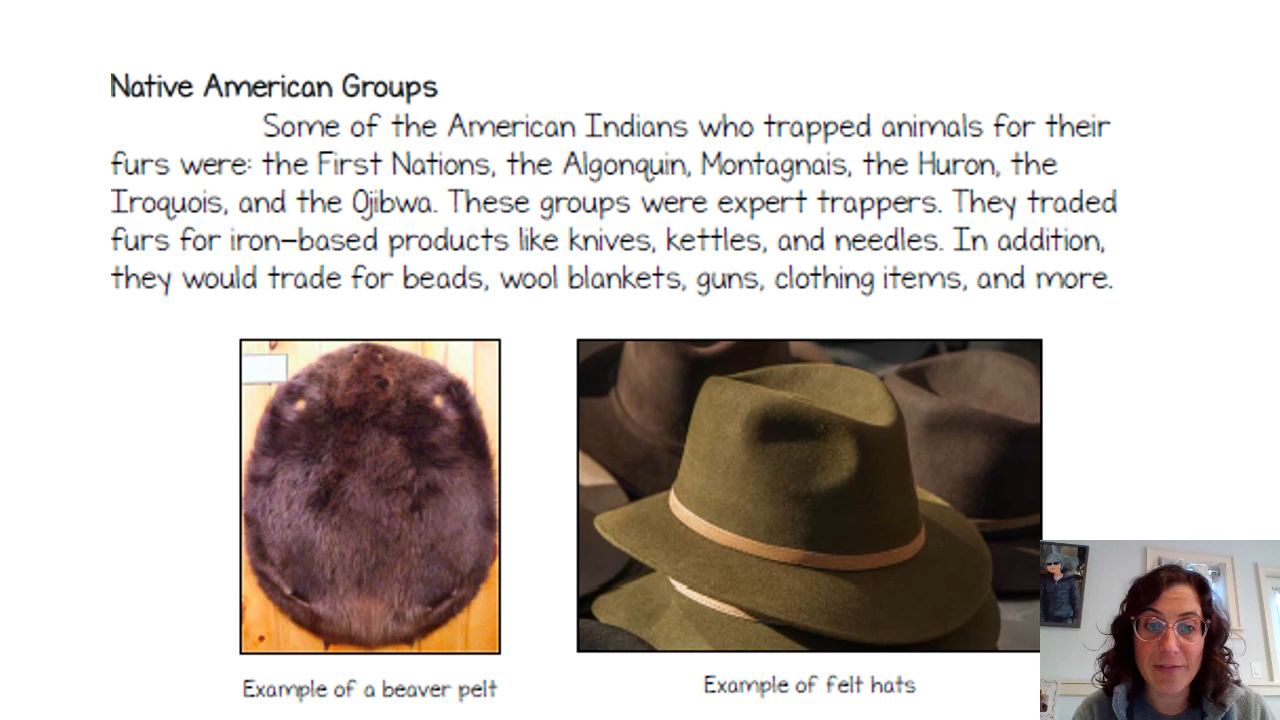 Native American Groups
Some of the American Indians who trapped animals for their
furs were: the First Nations, the Algonquin, Montagnais, the Huron, the
Iroquois, and the Ojibwa. These groups were expert trappers. They traded
furs for iron-based products like knives, kettles, and needles. In addition,
they would trade for beads, wool blankets, guns, clothing items, and more.
Example of a beaver pelt
Example of felt hats